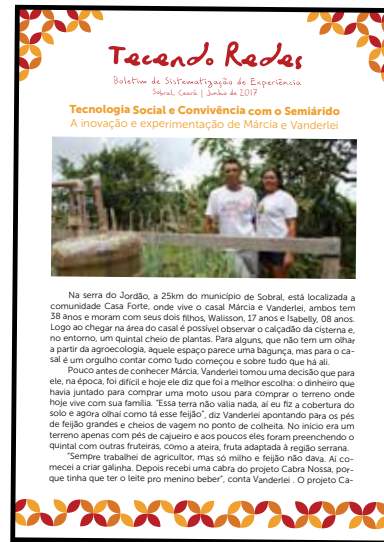 Tecendo Redes
Boletim de Sistematização de Experiência
Sobral, Ceará | Junho de 2017
Tecnologia Social e Convivência com o Semiárido
A inovação e experimentação de Márcia e Vanderlei
Na serra do Jordão, a 25km do município de Sobral, está localizada a
comunidade Casa Forte, onde vive o casal Márcia e Vanderlei, ambos tem
38 anos e moram com seus dois filhos, Walisson, 17 anos e Isabelly, 08 anos.
Logo ao chegar na área do casal é possível observar o calçadão da cisterna e,
no entorno, um quintal cheio de plantas. Para alguns, que não tem um olhar
a partir da agroecologia, aquele espaço parece uma bagunça, mas para o ca-
sal é um orgulho contar como tudo começou e sobre tudo que há ali.
Pouco antes de conhecer Márcia, Vanderlei tomou uma decisão que para
ele, na época, foi difícil e hoje ele diz que foi a melhor escolha: o dinheiro que
havia juntado para comprar uma moto usou para comprar o terreno onde
hoje vive com sua família. "Essa terra não valia nada, aí eu fiz a cobertura do
solo e agora olhaí como tá esse feijão", diz Vanderlei apontando para os pés
de feijão grandes e cheios de vagem no ponto de colheita. No início era um
terreno apenas com pés de cajueiro e aos poucos eles foram preenchendo o
quintal com outras fruteiras, como a ateira, fruta adaptada à região serrana.
"Sempre trabalhei de agricultor, mas só milho e feijão não dava. Aí co-
mecei a criar galinha. Depois recebi uma cabra do projeto Cabra Nossa, por-
que tinha que ter o leite pro menino beber", conta Vanderlei . O projeto Ca-